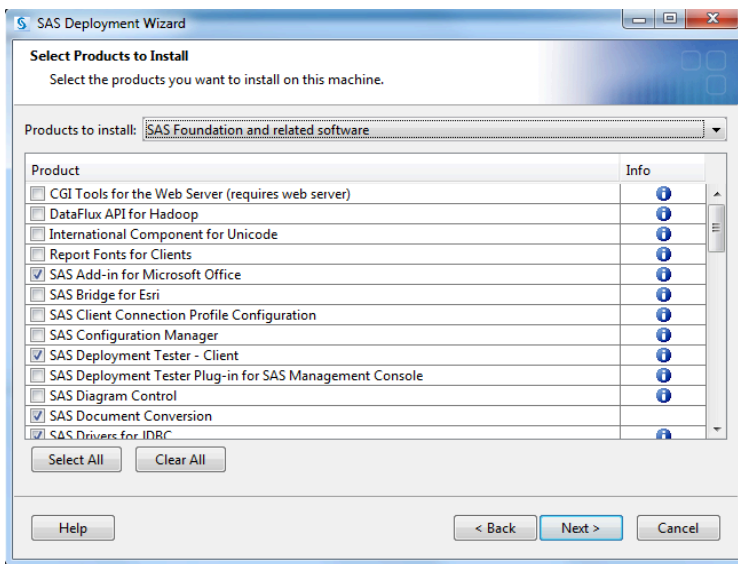 SAS Deployment Wizard
Select Products to Install
Select the products you want to install on this machine.
Products to install: SAS Foundation and related software
Product Info
CGI Tools for the Web Server (requires web server)
DataFlux API for Hadoop
International Component for Unicode
Report Fonts for Clients
SAS Add-in for Microsoft Office
SAS Bridge for Esri
SAS Client Connection Profile Configuration
SAS Configuration Manager
SAS Deployment Tester - Client
SAS Deployment Tester Plug-in for SAS Management Console
SAS Diagram Control
SAS Document Conversion
SAS Drivers for JDBC
Select All Clear All
Help < Back Next > Cancel